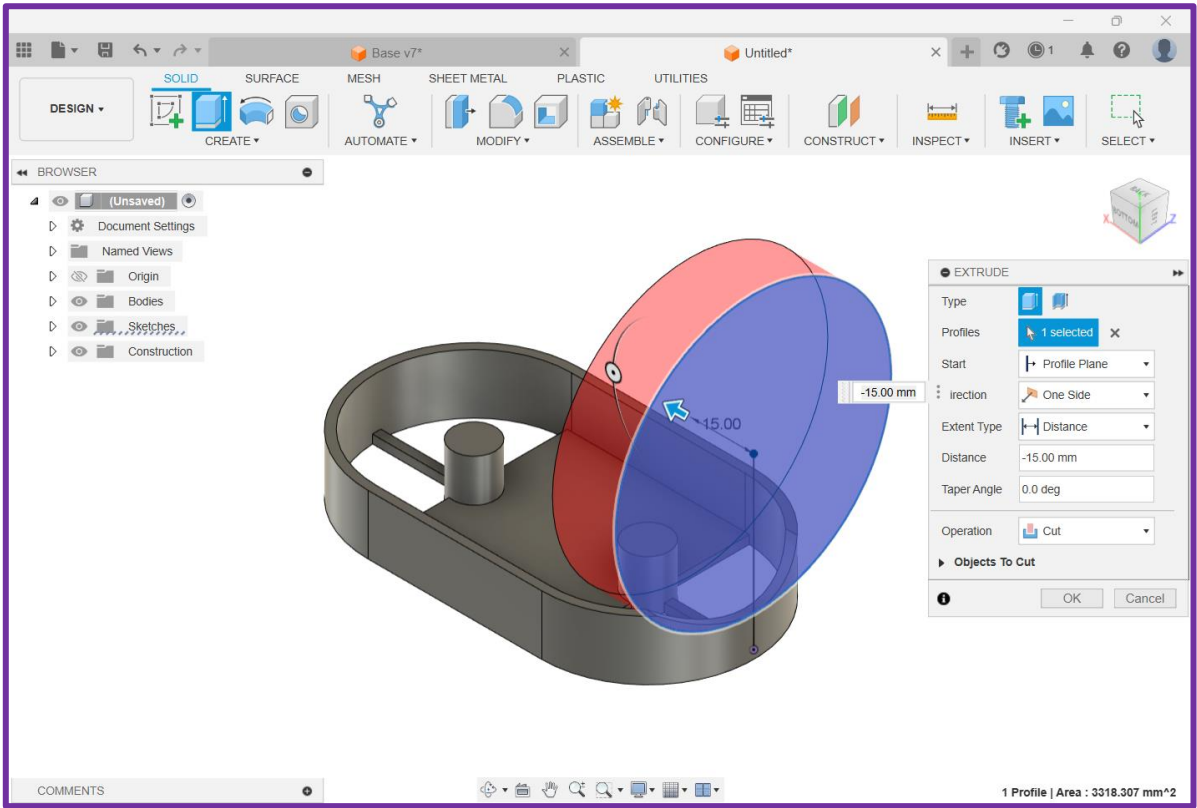 Base v7*
Untitled*
1
SOLID SURFACE MESH SHEET METAL PLASTIC UTILITIES
DESIGN
CREATE AUTOMATE MODIFY ASSEMBLE CONFIGURE CONSTRUCT INSPECT INSERT SELECT
BROWSER
(Unsaved)
Document Settings
Named Views
Origin
Bodies
Sketches
Construction
BACK
BOTTOM
X
Z
EXTRUDE
Type
Profiles 1 selected
Start Profile Plane
irection One Side
Extent Type Distance
Distance -15.00 mm
Taper Angle 0.0 deg
Operation Cut
Objects To Cut
OK Cancel
-15.00 mm
15.00
COMMENTS
1 Profile | Area : 3318.307 mm^2